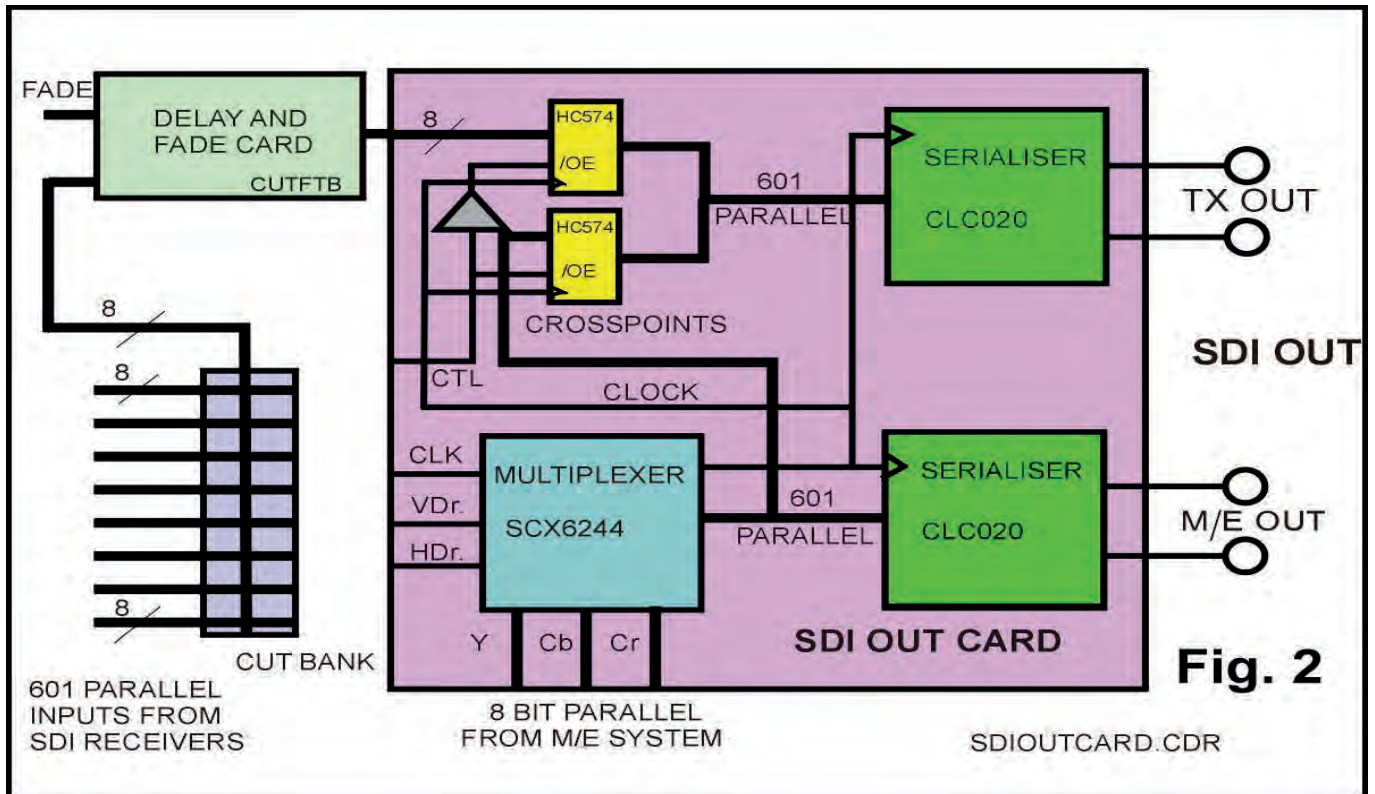 FADE
DELAY AND
FADE CARD
CUTFTB
8
HC574
/OE
HC574
/OE
CROSSPOINTS
601
PARALLEL
SERIALISER
CLC020
TX OUT
SDI OUT
8
8
8
CUT BANK
601 PARALLEL
INPUTS FROM
SDI RECEIVERS
CTL
CLOCK
CLK
VDr.
HDr.
MULTIPLEXER
SCX6244
601
PARALLEL
SERIALISER
CLC020
M/E OUT
Y Cb Cr
SDI OUT CARD
8 BIT PARALLEL
FROM M/E SYSTEM
Fig. 2
SDIOUTCARD.CDR